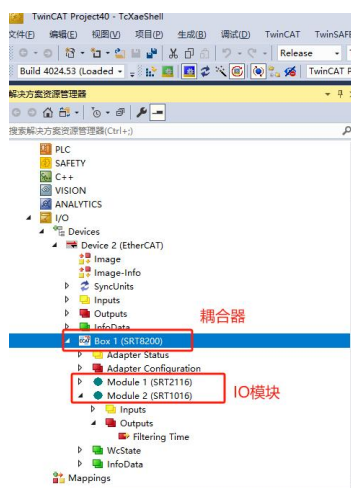 TwinCAT Project40 - TcXaeShell
文件(F) 编辑(E) 视图(V) 项目(P) 生成(B) 调试(D) TwinCAT TwinSAFE
Release
Build 4024.53 (Loaded TwinCAT P
解决方案资源管理器
搜索解决方案资源管理器(Ctrl+;)
PLC
SAFETY
C++
VISION
ANALYTICS
I/O
Devices
Device 2 (EtherCAT)
Image
Image-Info
SyncUnits
Inputs
Outputs
InfoData
耦合器
Box 1 (SRT8200)
Adapter Status
Adapter Configuration
Module 1 (SRT2116)
Module 2 (SRT1016)
IO模块
Inputs
Outputs
Filtering Time
WcState
InfoData
Mappings